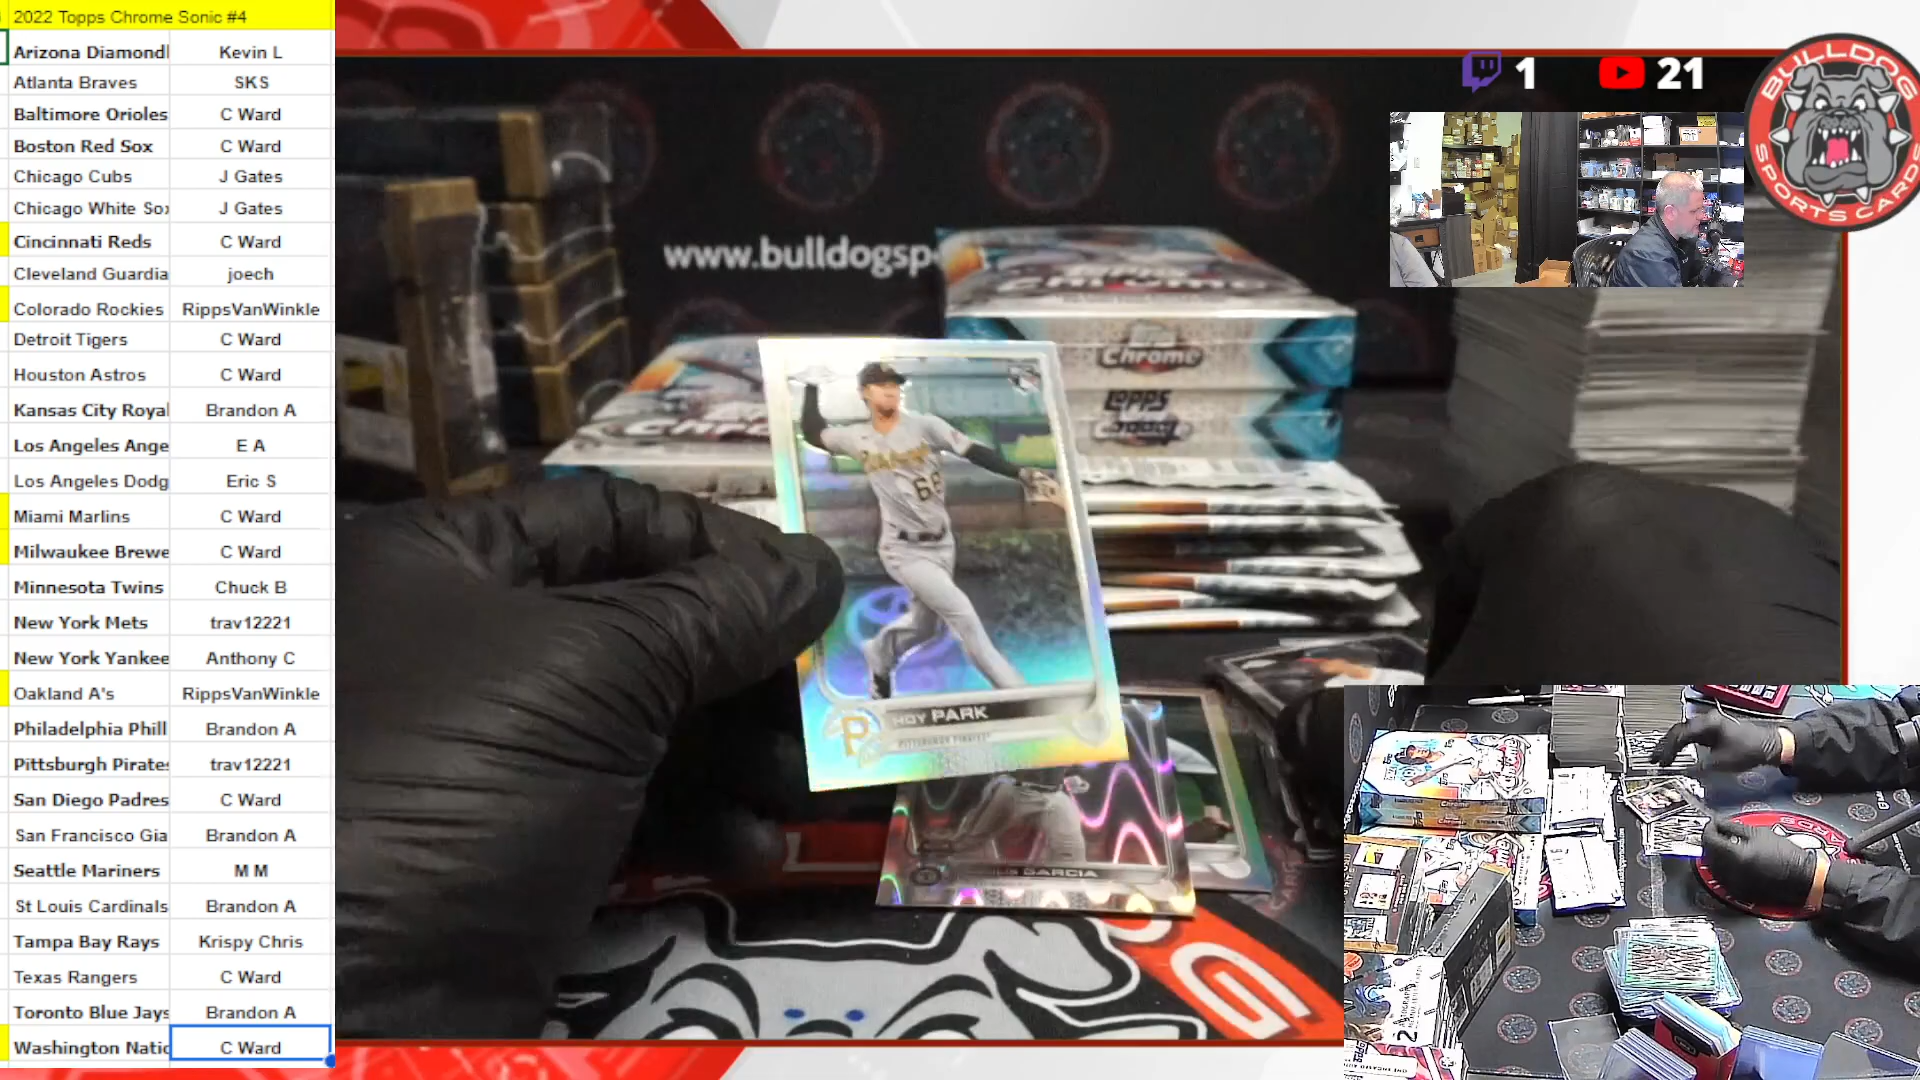 2022 Topps Chrome Sonic #4
Arizona Diamondl Kevin L
Atlanta Braves SKS
Baltimore Orioles C Ward
Boston Red Sox C Ward
Chicago Cubs J Gates
Chicago White Sox J Gates
Cincinnati Reds C Ward
Cleveland Guardia joech
Colorado Rockies RippsVanWinkle
Detroit Tigers C Ward
Houston Astros C Ward
Kansas City Royal Brandon A
Los Angeles Ange E A
Los Angeles Dodg Eric S
Miami Marlins C Ward
Milwaukee Brewe C Ward
Minnesota Twins Chuck B
New York Mets trav12221
New York Yankee Anthony C
Oakland A's RippsVanWinkle
Philadelphia Phill Brandon A
Pittsburgh Pirates trav12221
San Diego Padres C Ward
San Francisco Gia Brandon A
Seattle Mariners M M
St Louis Cardinals Brandon A
Tampa Bay Rays Krispy Chris
Texas Rangers C Ward
Toronto Blue Jays Brandon A
Washington Natio C Ward
1
21
BULLDOG
SPORTS CARDS
www.bulldogsp
CHROME
Chrome
TOPPS
66
P
HOY PARK
PITTSBURGH PIRATES
GARCIA
G